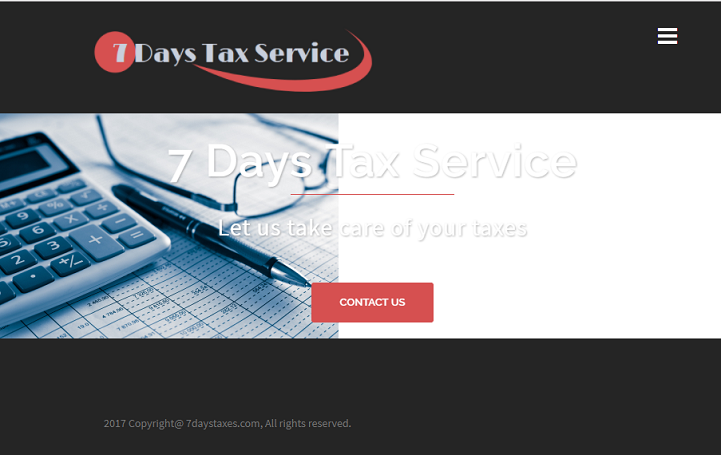 7 Days Tax Service
7 Days Tax Service
Let us take care of your taxes
CONTACT US
2017 Copyright@ 7daystaxes.com, All rights reserved.